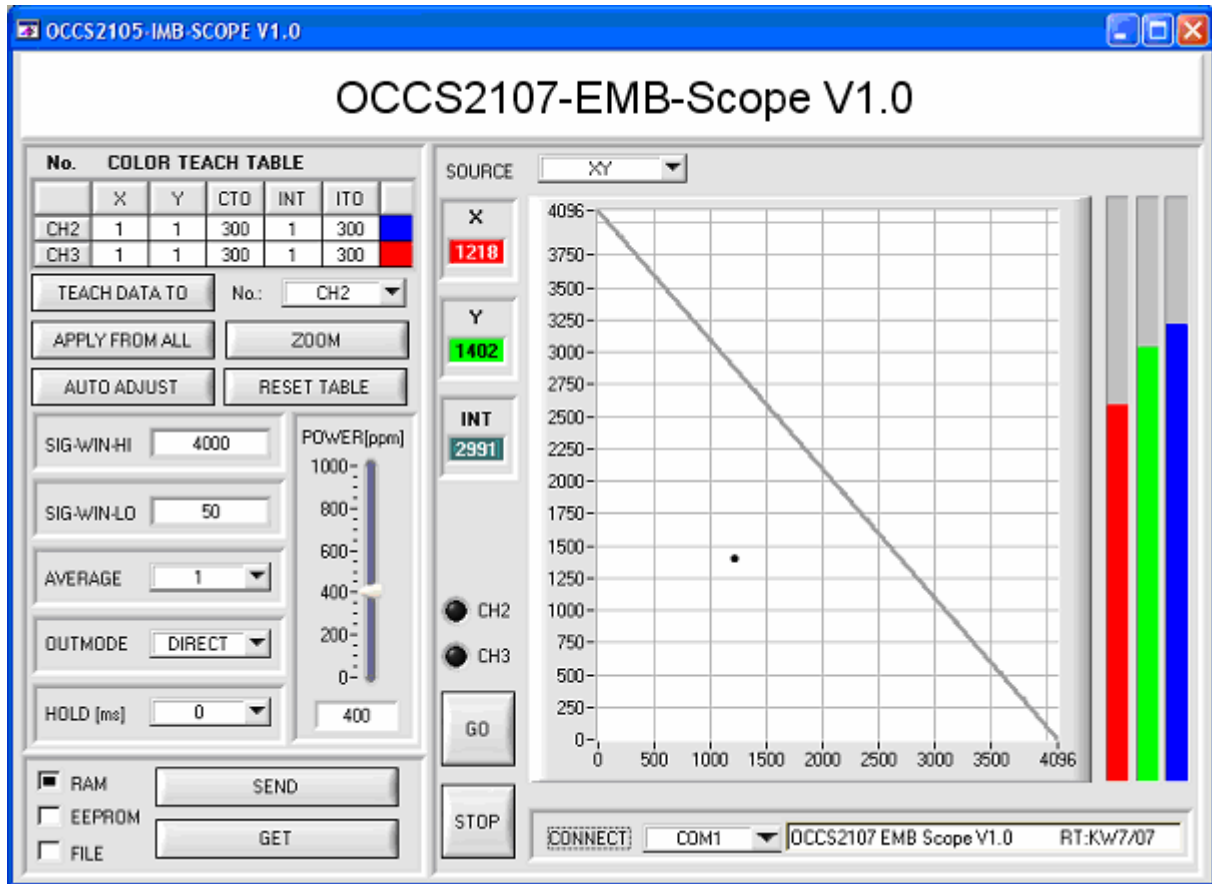 OCCS2105-IMB-SCOPE V1.0
OCCS2107-EMB-Scope V1.0
No. COLOR TEACH TABLE
X Y CTO INT ITO
CH2 1 1 300 1 300
CH3 1 1 300 1 300
TEACH DATA TO No.: CH2
APPLY FROM ALL ZOOM
AUTO ADJUST RESET TABLE
SIG-WIN-HI 4000
SIG-WIN-LO 50
AVERAGE 1
OUTMODE DIRECT
HOLD [ms] 0
POWER[ppm]
1000
800
600
400
200
0
400
RAM
EEPROM
FILE
SEND
GET
SOURCE XY
X
1218
Y
1402
INT
2991
CH2
CH3
GO
STOP
4096
3750
3500
3250
3000
2750
2500
2250
2000
1750
1500
1250
1000
750
500
250
0
0 500 1000 1500 2000 2500 3000 3500 4096
CONNECT COM1 OCCS2107 EMB Scope V1.0 RT:KW7/07